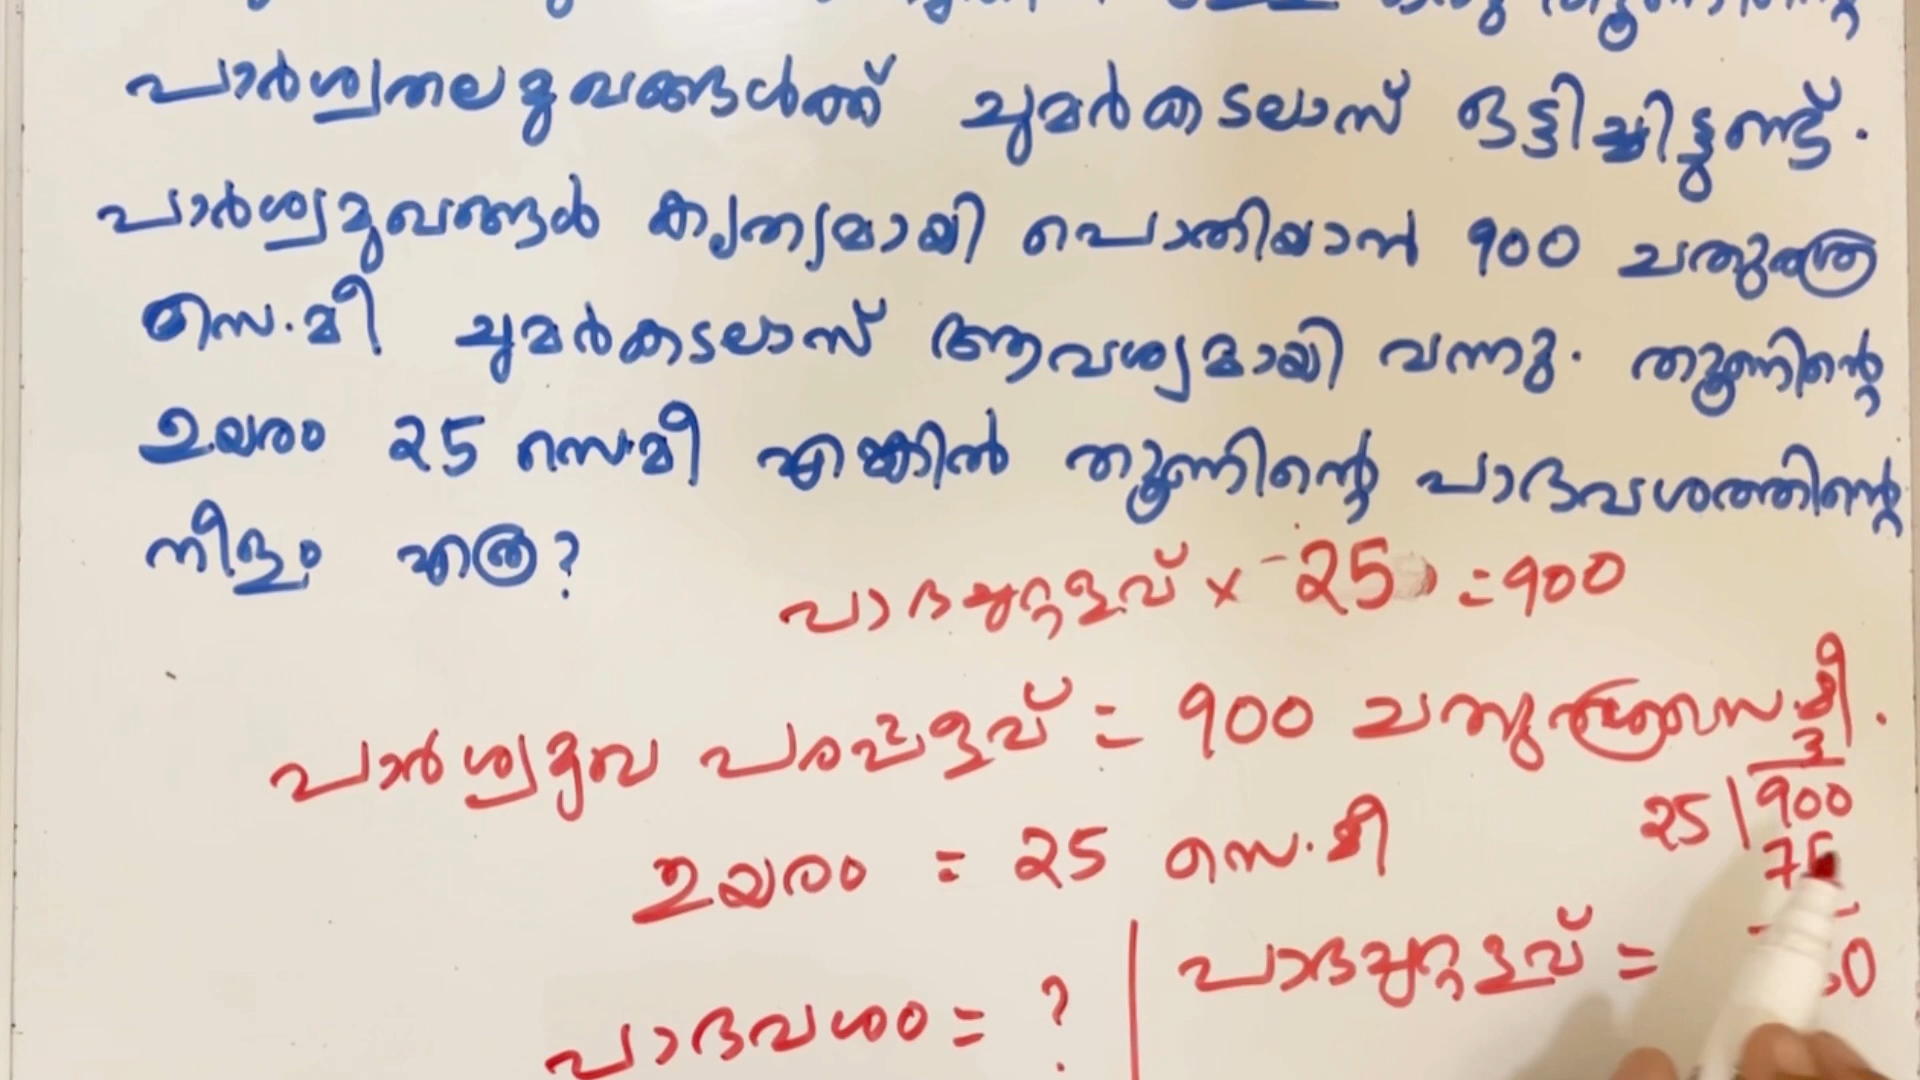 പാർശ്വതലമുഖങ്ങൾക്ക് ചുമർകടലാസ് ഒട്ടിച്ചിട്ടുണ്ട്.
പാർശ്വമുഖങ്ങൾ കൃത്യമായി പൊതിയാൻ 900 ചതുരശ്ര
സെ.മീ ചുമർകടലാസ് ആവശ്യമായി വന്നു. തൂണിന്റെ
ഉയരം 25 സെ.മീ എങ്കിൽ തൂണിന്റെ പാദവശത്തിന്റെ
നീളം എത്ര?
പാദചുറ്റളവ് × 25 = 900
പാർശ്വമുഖ പരപ്പളവ് = 900 ചതുരശ്രസെ.മീ.
ഉയരം = 25 സെ.മീ
3
25 900
75
പാദവശം = ?
പാദചുറ്റളവ് =